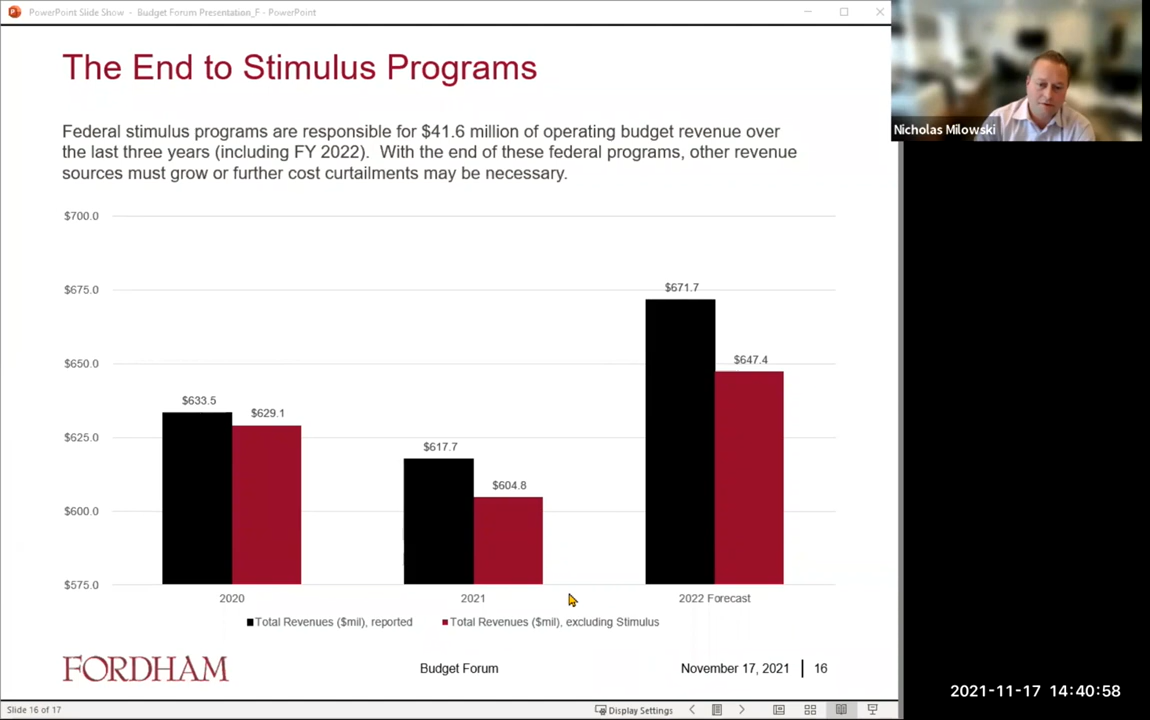 PowerPoint Slide Show - Budget Forum Presentation_F - PowerPoint
The End to Stimulus Programs
Federal stimulus programs are responsible for $41.6 million of operating budget revenue over
the last three years (including FY 2022). With the end of these federal programs, other revenue
sources must grow or further cost curtailments may be necessary.
$700.0
$675.0
$650.0
$625.0
$600.0
$575.0
$633.5
$629.1
$617.7
$604.8
$671.7
$647.4
2020
2021
2022 Forecast
Total Revenues ($mil), reported
Total Revenues ($mil), excluding Stimulus
FORDHAM
Budget Forum
November 17, 2021
16
Slide 16 of 17
Display Settings
Nicholas Milowski
2021-11-17 14:40:58